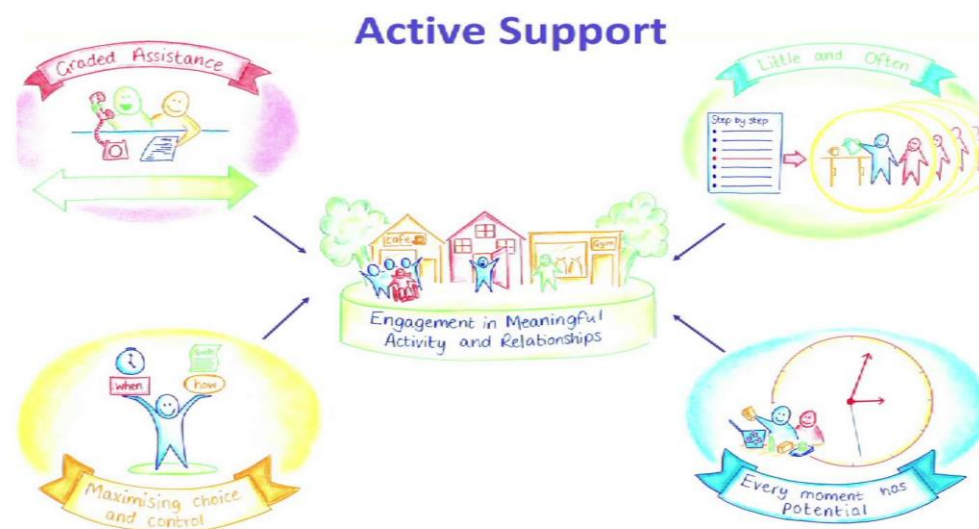 Active Support
Graded Assistance
Little and Often
Step by step
Cafe
Gym
Engagement in Meaningful
Activity and Relationships
Guide
when
how
Maximising choice
and control
Every moment has
potential